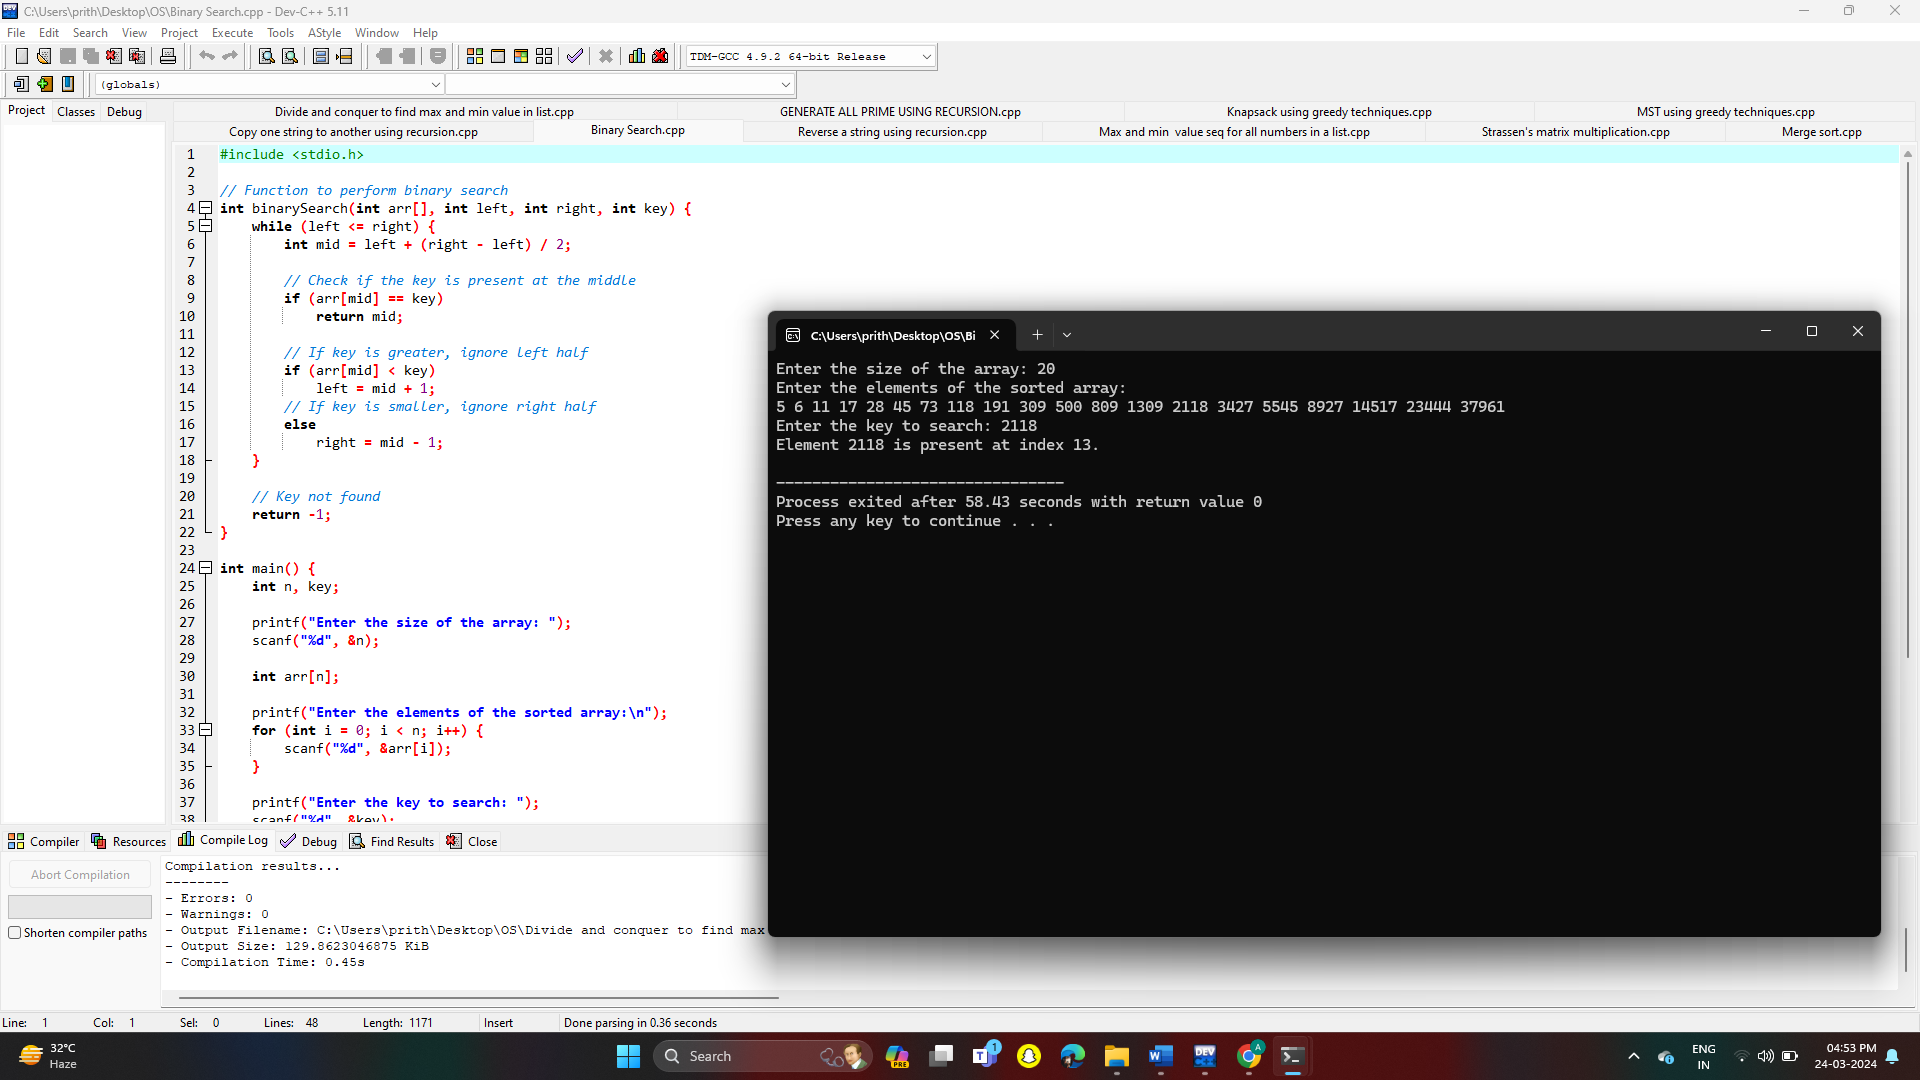 C:\Users\prith\Desktop\OS\Binary Search.cpp - Dev-C++ 5.11
File Edit Search View Project Execute Tools AStyle Window Help
TDM-GCC 4.9.2 64-bit Release
(globals)
Project Classes Debug
Divide and conquer to find max and min value in list.cpp GENERATE ALL PRIME USING RECURSION.cpp Knapsack using greedy techniques.cpp MST using greedy techniques.cpp
Copy one string to another using recursion.cpp Binary Search.cpp Reverse a string using recursion.cpp Max and min value seq for all numbers in a list.cpp Strassen's matrix multiplication.cpp Merge sort.cpp
1 #include <stdio.h>
2
3 // Function to perform binary search
4 int binarySearch(int arr[], int left, int right, int key) {
5 while (left <= right) {
6 int mid = left + (right - left) / 2;
7
8 // Check if the key is present at the middle
9 if (arr[mid] == key)
10 return mid;
11
12 // If key is greater, ignore left half
13 if (arr[mid] < key)
14 left = mid + 1;
15 // If key is smaller, ignore right half
16 else
17 right = mid - 1;
18 }
19
20 // Key not found
21 return -1;
22 }
23
24 int main() {
25 int n, key;
26
27 printf("Enter the size of the array: ");
28 scanf("%d", &n);
29
30 int arr[n];
31
32 printf("Enter the elements of the sorted array:\n");
33 for (int i = 0; i < n; i++) {
34 scanf("%d", &arr[i]);
35 }
36
37 printf("Enter the key to search: ");
38 scanf("%d", &key);
C:\Users\prith\Desktop\OS\Bi
Enter the size of the array: 20
Enter the elements of the sorted array:
5 6 11 17 28 45 73 118 191 309 500 809 1309 2118 3427 5545 8927 14517 23444 37961
Enter the key to search: 2118
Element 2118 is present at index 13.
--------------------------------
Process exited after 58.43 seconds with return value 0
Press any key to continue . . .
Compiler Resources Compile Log Debug Find Results Close
Abort Compilation
Shorten compiler paths
Compilation results...
--------
- Errors: 0
- Warnings: 0
- Output Filename: C:\Users\prith\Desktop\OS\Divide and conquer to find max
- Output Size: 129.8623046875 KiB
- Compilation Time: 0.45s
Line: 1 Col: 1 Sel: 0 Lines: 48 Length: 1171 Insert Done parsing in 0.36 seconds
32°C
Haze
Search
PRE
1
DEV
A
ENG
IN
04:53 PM
24-03-2024